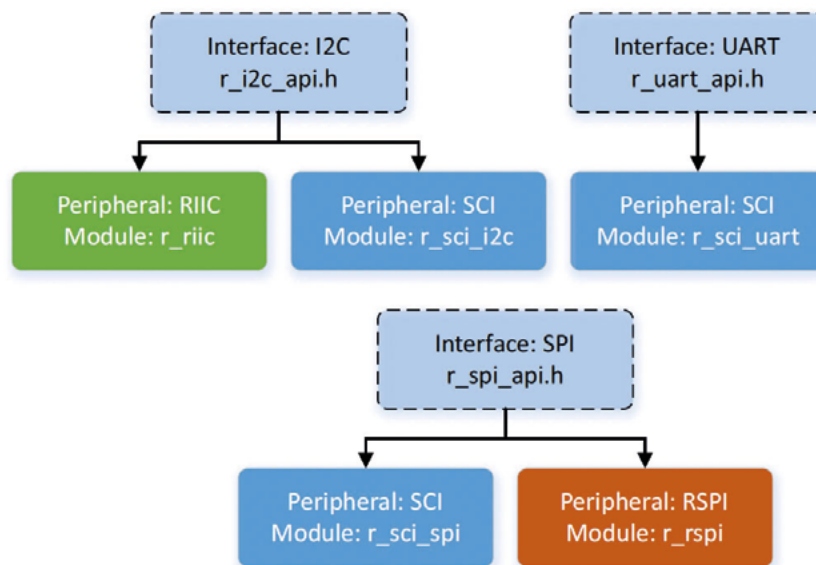 Interface: I2C
r_i2c_api.h
Interface: UART
r_uart_api.h
Peripheral: RIIC
Module: r_riic
Peripheral: SCI
Module: r_sci_i2c
Peripheral: SCI
Module: r_sci_uart
Interface: SPI
r_spi_api.h
Peripheral: SCI
Module: r_sci_spi
Peripheral: RSPI
Module: r_rspi